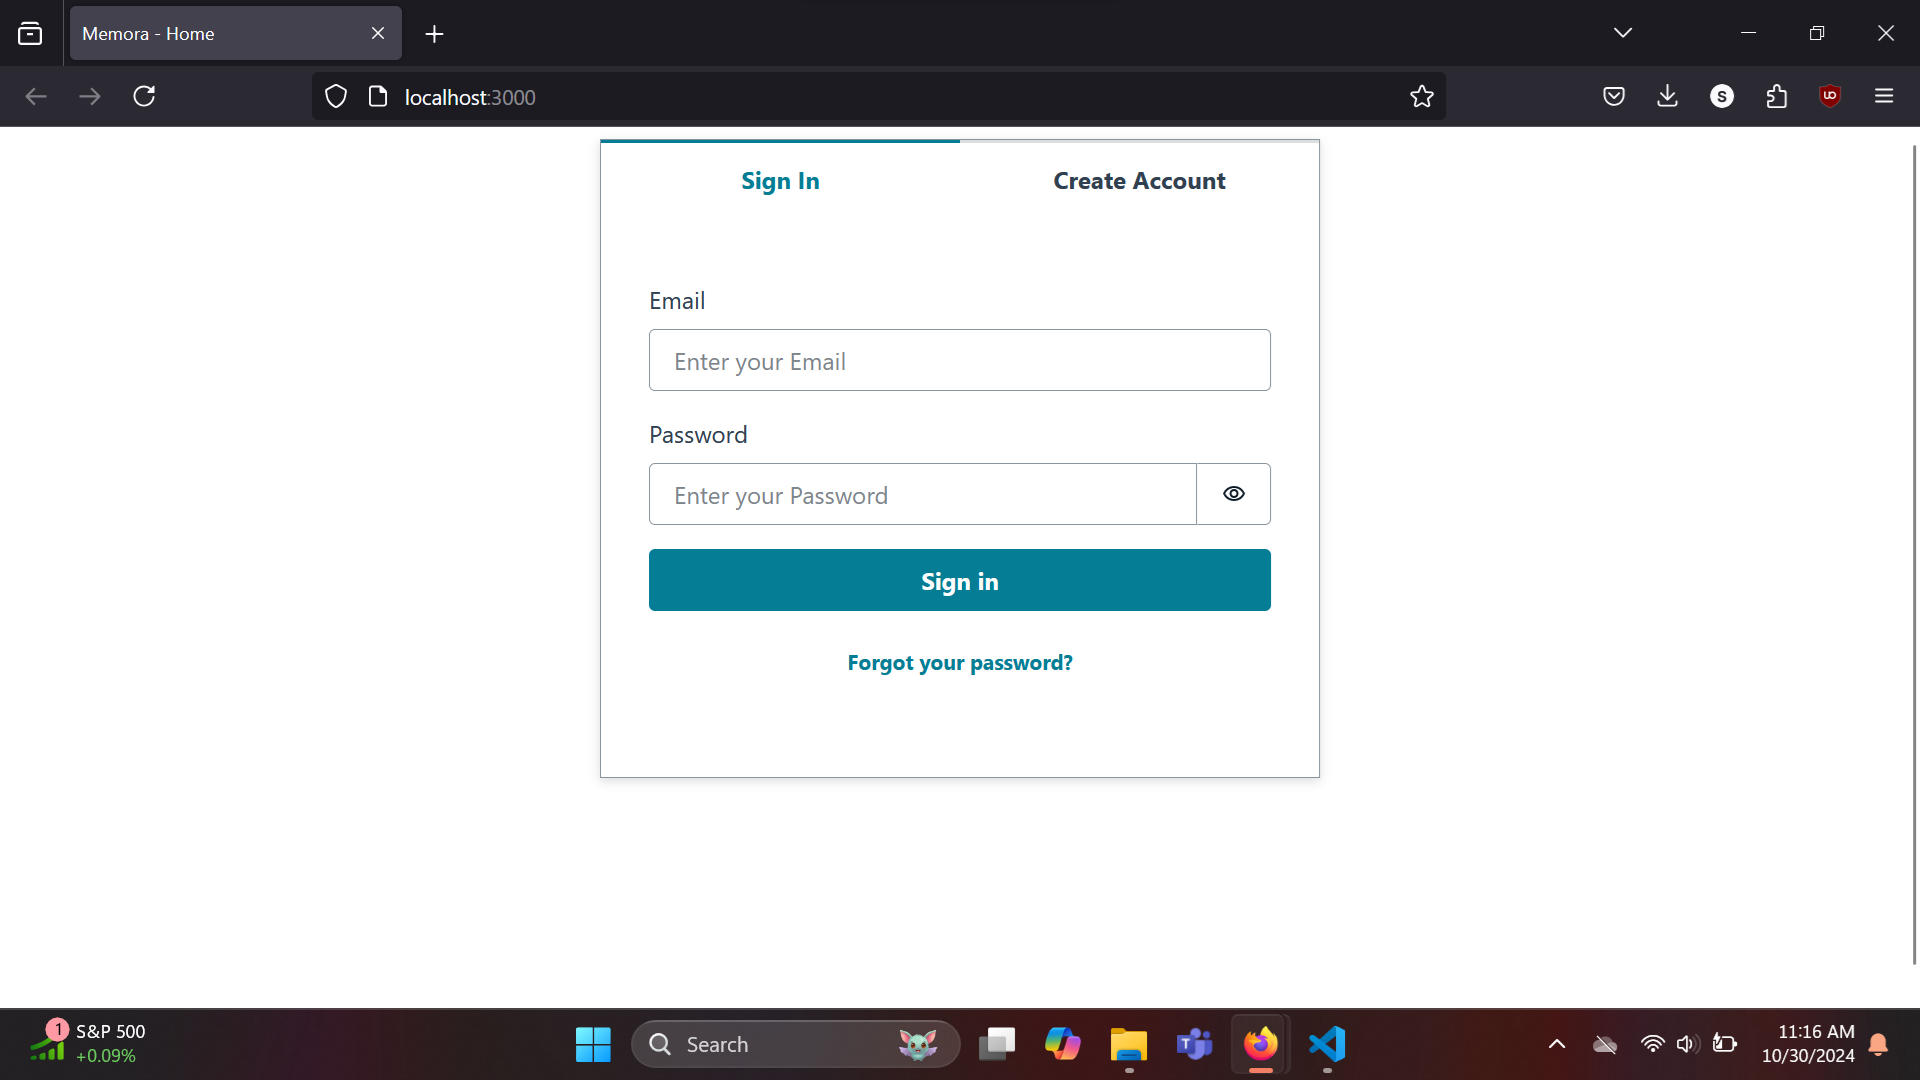 Memora - Home
localhost:3000
S
Sign In
Create Account
Email
Enter your Email
Password
Enter your Password
Sign in
Forgot your password?
1
S&P 500
+0.09%
Search
T
11:16 AM
10/30/2024